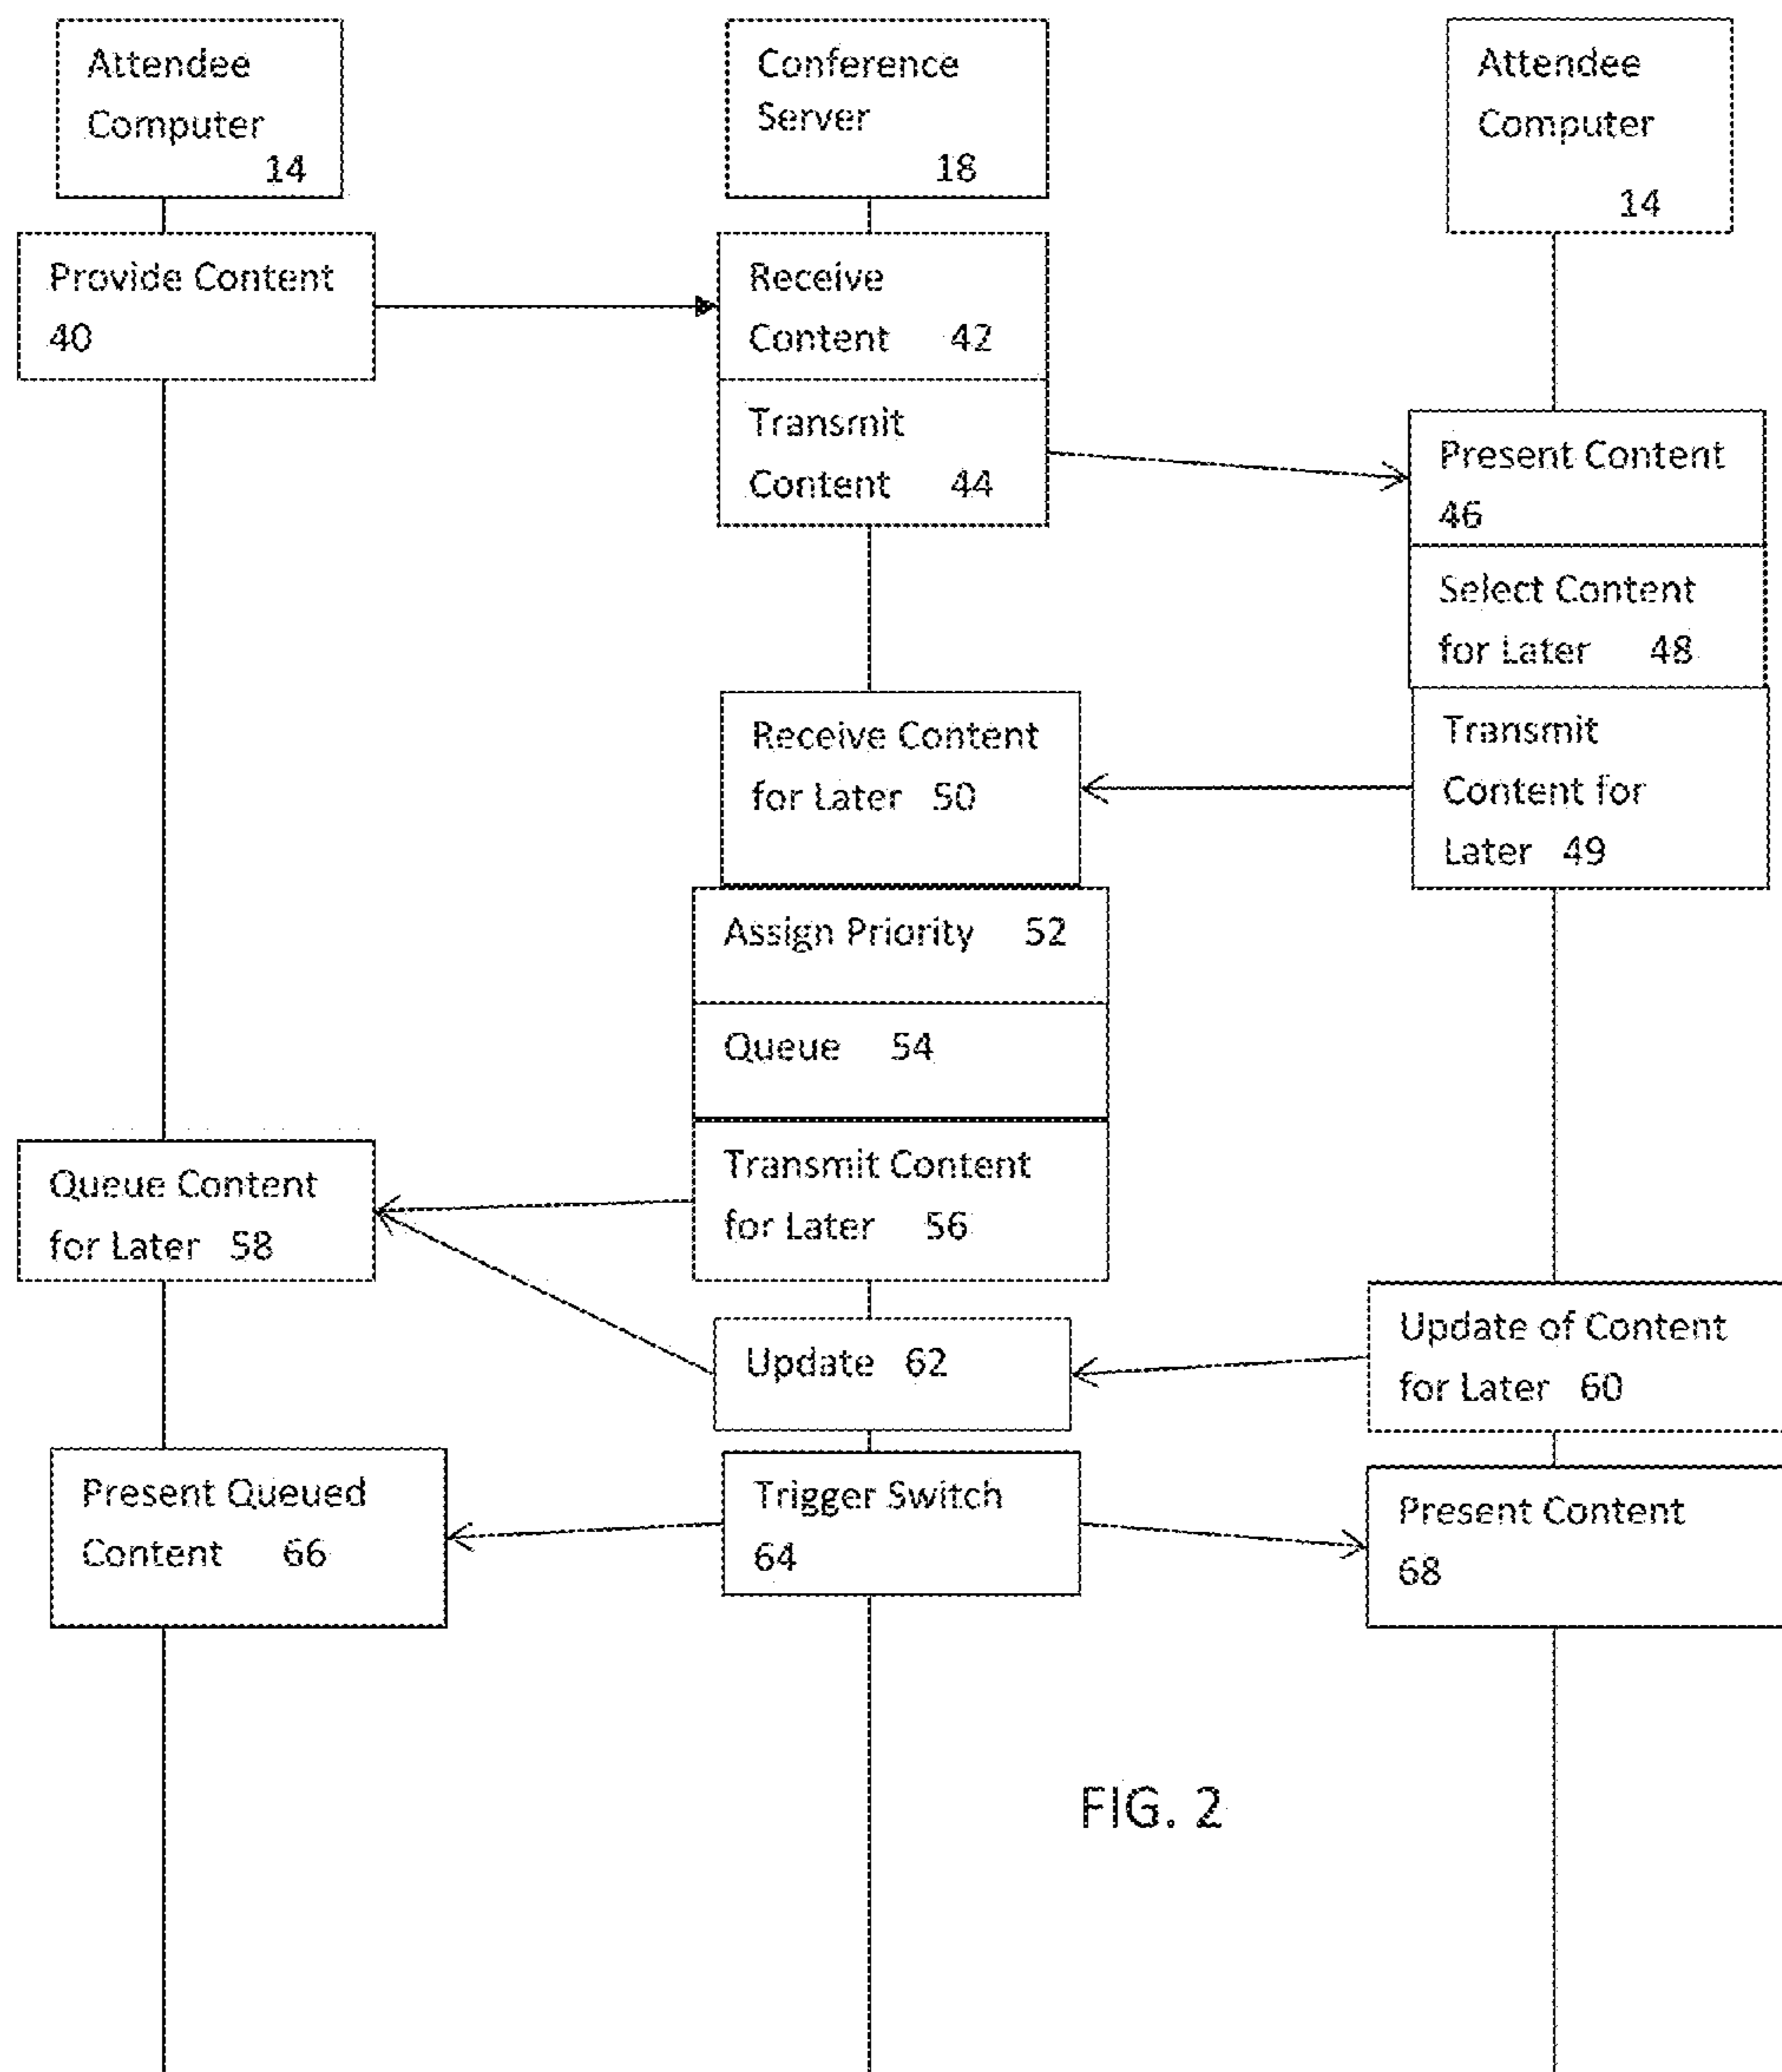 Attendee
Computer
14
Conference
Server
18
Attendee
Computer
14
Provide Content
40
Receive
Content 42
Transmit
Content 44
Present Content
46
Select Content
for Later 48
Transmit
Content for
Later 49
Receive Content
for Later 50
Assign Priority 52
Queue 54
Transmit Content
for Later 56
Queue Content
for Later 58
Update of Content
for Later 60
Update 62
Trigger Switch
64
Present Queued
Content 66
Present Content
68
FIG. 2